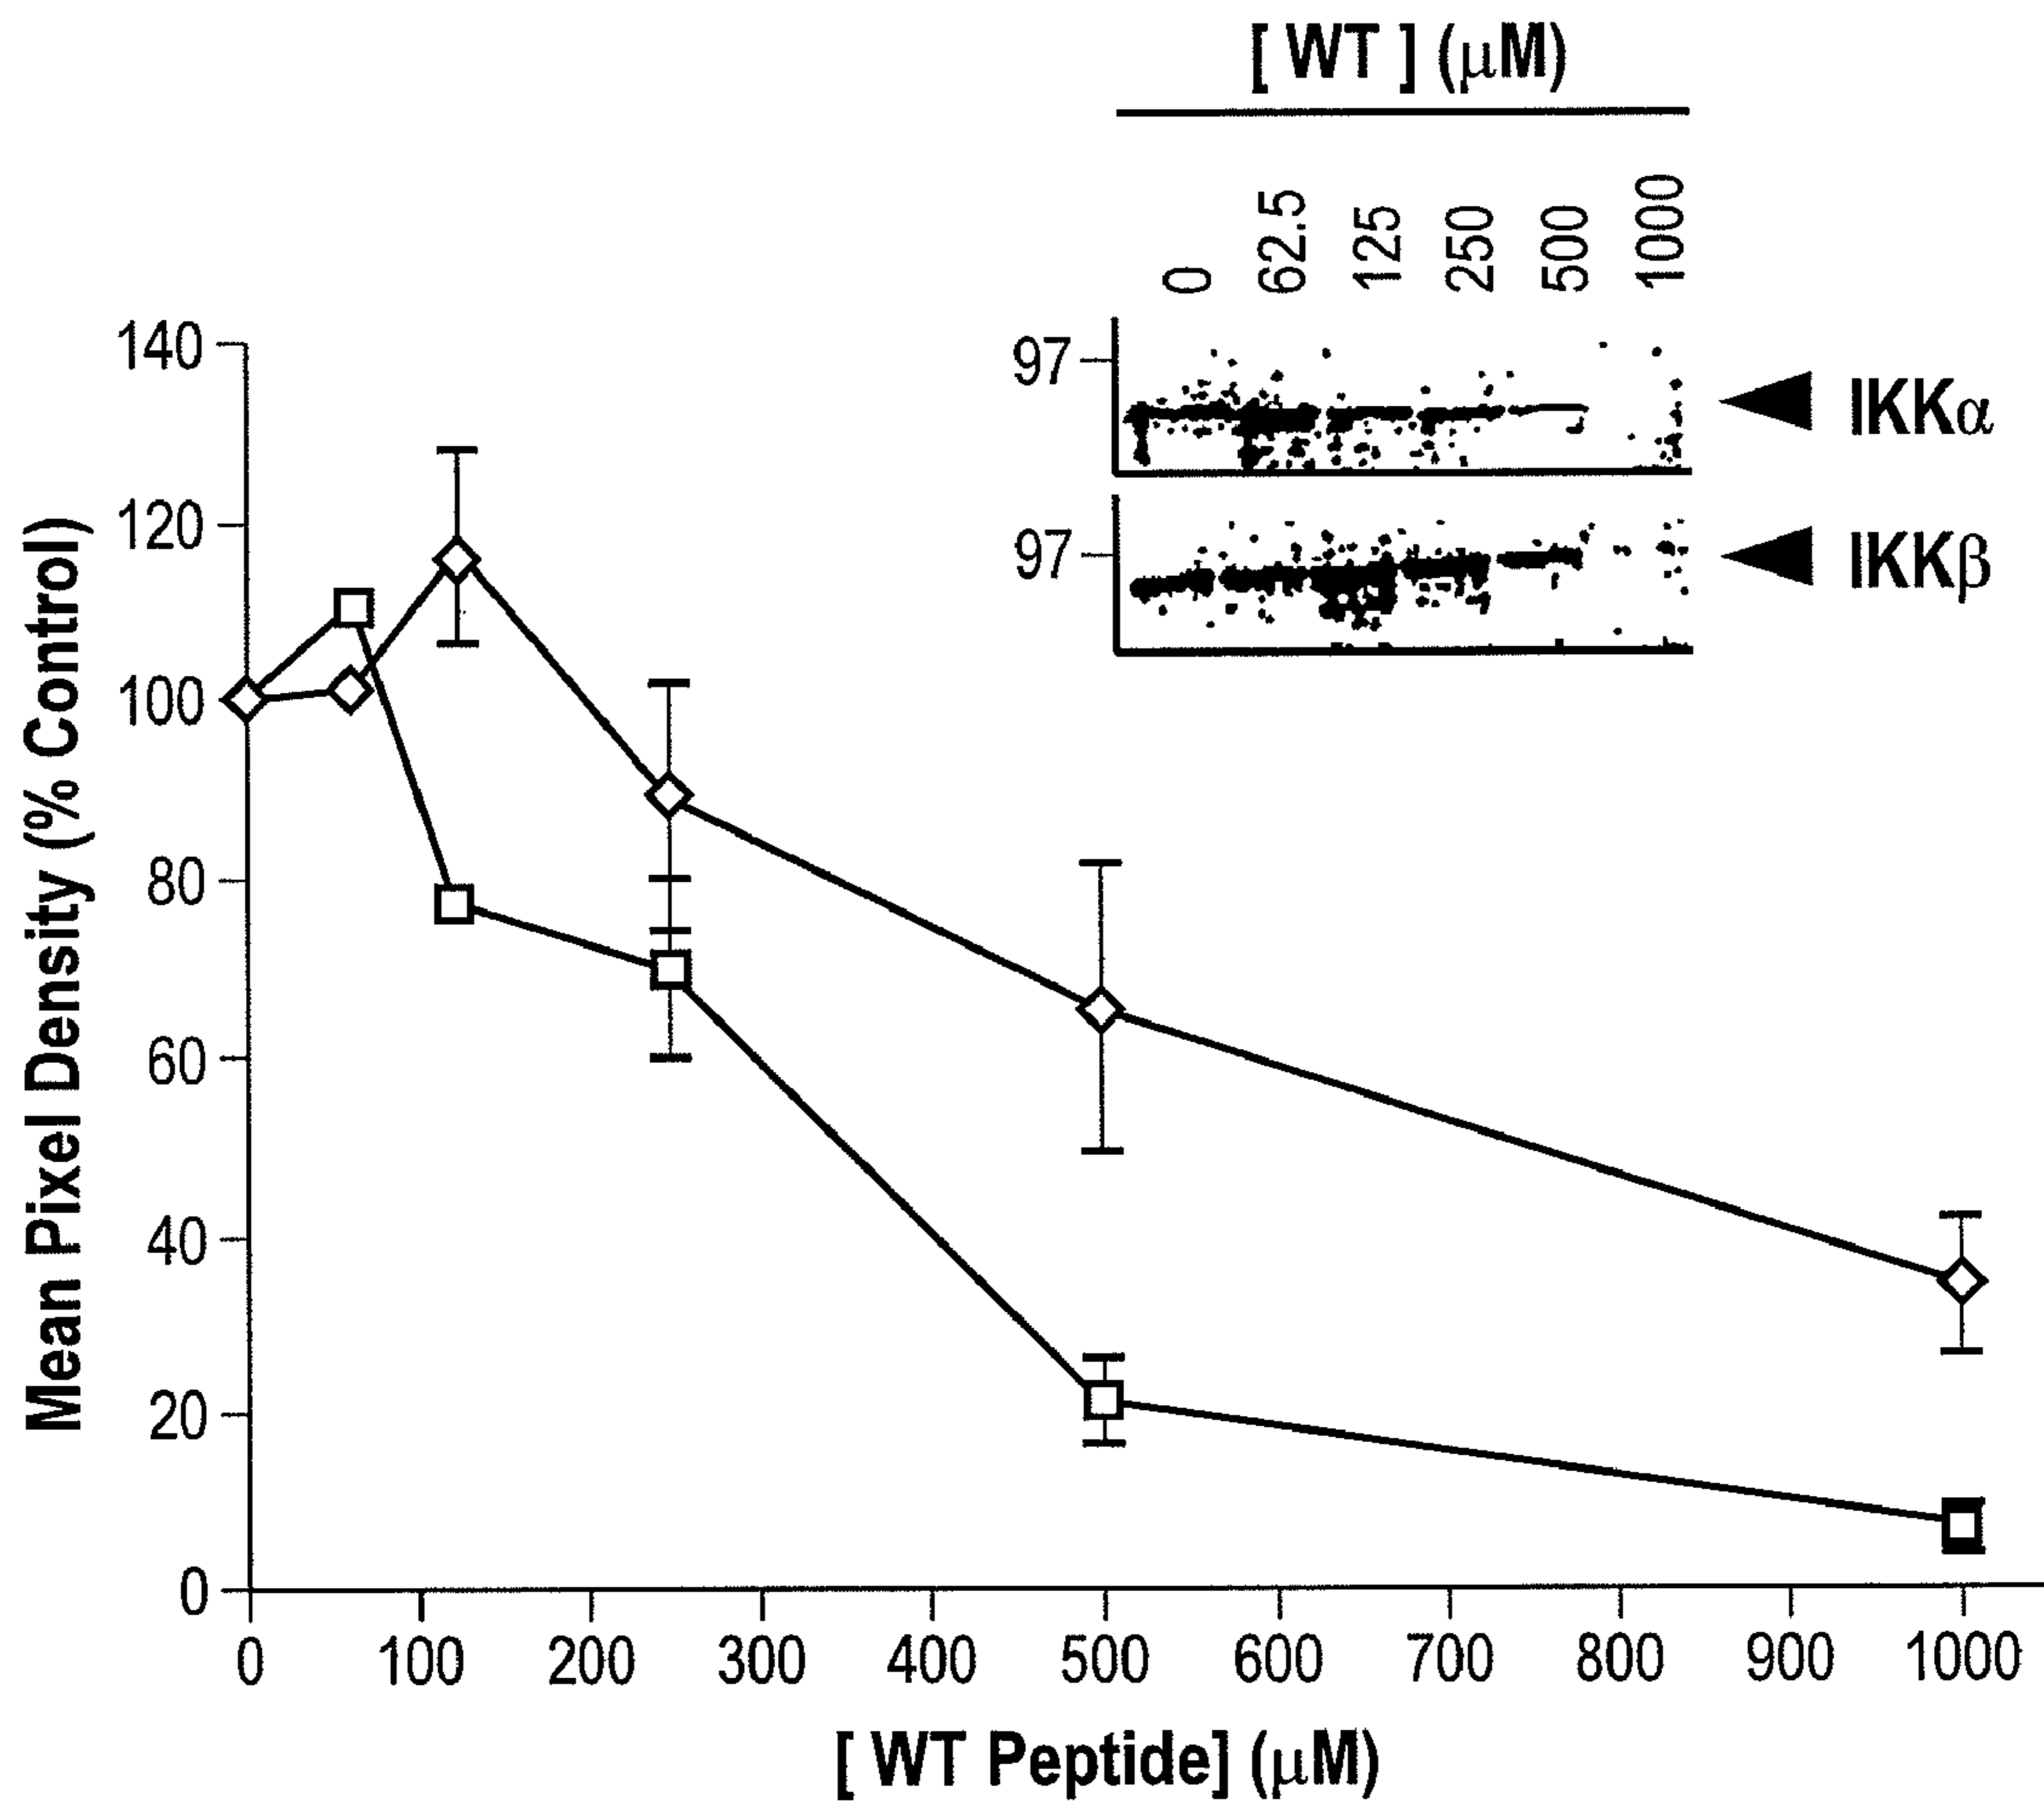 [ WT ] (μM)
0 62.5 125 250 500 1000
97 IKKα
97 IKKβ
Mean Pixel Density (% Control)
140
120
100
80
60
40
20
0
0 100 200 300 400 500 600 700 800 900 1000
[ WT Peptide] (μM)